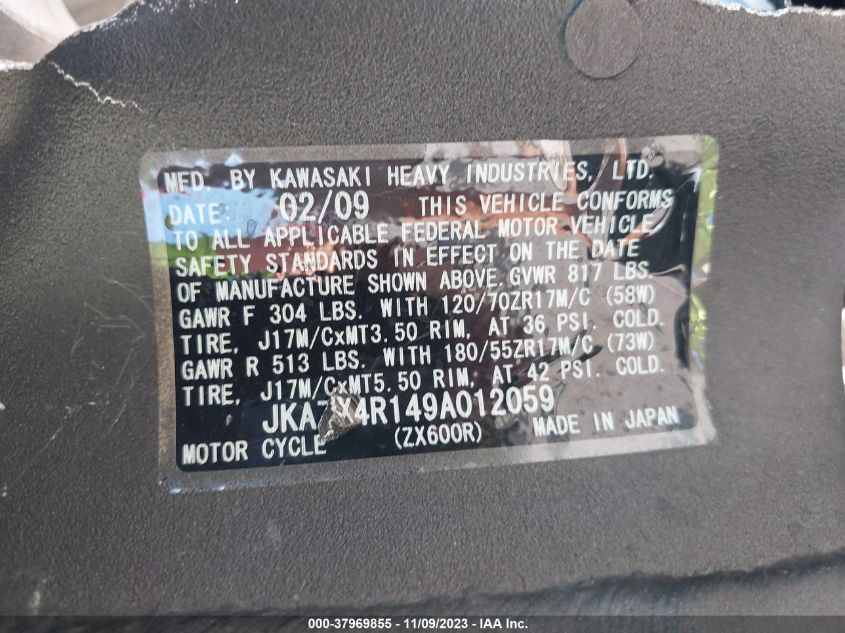 MFD. BY KAWASAKI HEAVY INDUSTRIES, LTD.
DATE: 02/09 THIS VEHICLE CONFORMS
TO ALL APPLICABLE FEDERAL MOTOR VEHICLE
SAFETY STANDARDS IN EFFECT ON THE DATE
OF MANUFACTURE SHOWN ABOVE. GVWR 817 LBS.
GAWR F 304 LBS. WITH 120/70ZR17M/C (58W)
TIRE, J17M/CxMT3.50 RIM, AT 36 PSI. COLD.
GAWR R 513 LBS. WITH 180/55ZR17M/C (73W)
TIRE, J17M/CxMT5.50 RIM, AT 42 PSI. COLD.
MOTOR CYCLE (ZX600R) MADE IN JAPAN
000-37969855 - 11/09/2023 - IAA Inc.